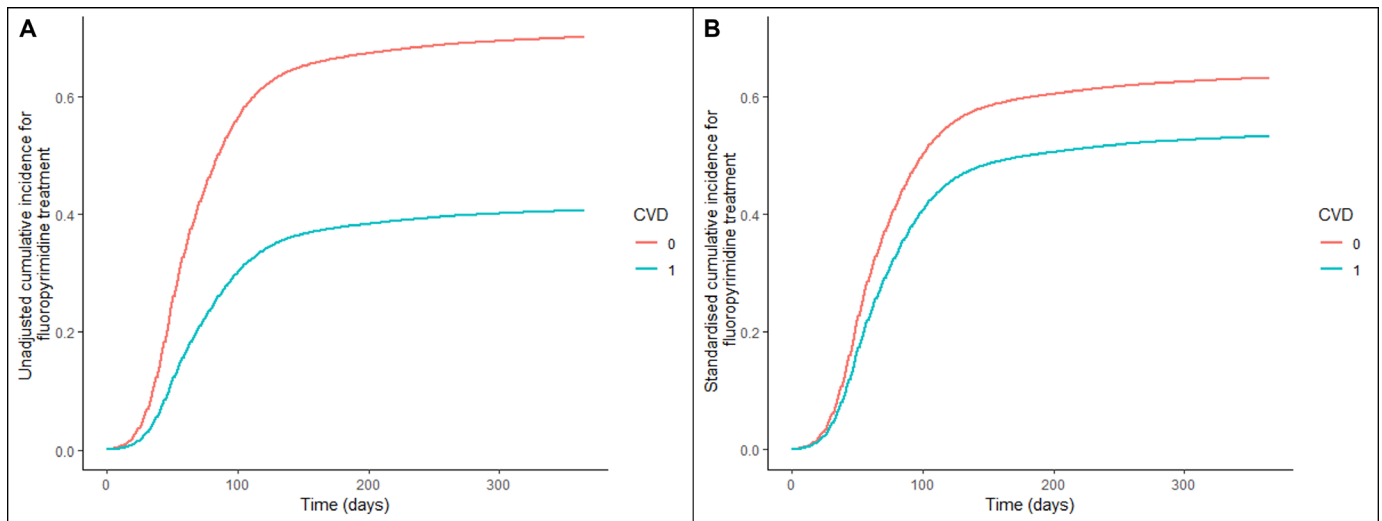 A
Unadjusted cumulative incidence for
fluoropyrimidine treatment
0.6
0.4
0.2
0.0
0
100
200
300
Time (days)
CVD
0
1
B
Standardised cumulative incidence for
fluoropyrimidine treatment
0.6
0.4
0.2
0.0
0
100
200
300
Time (days)
CVD
0
1